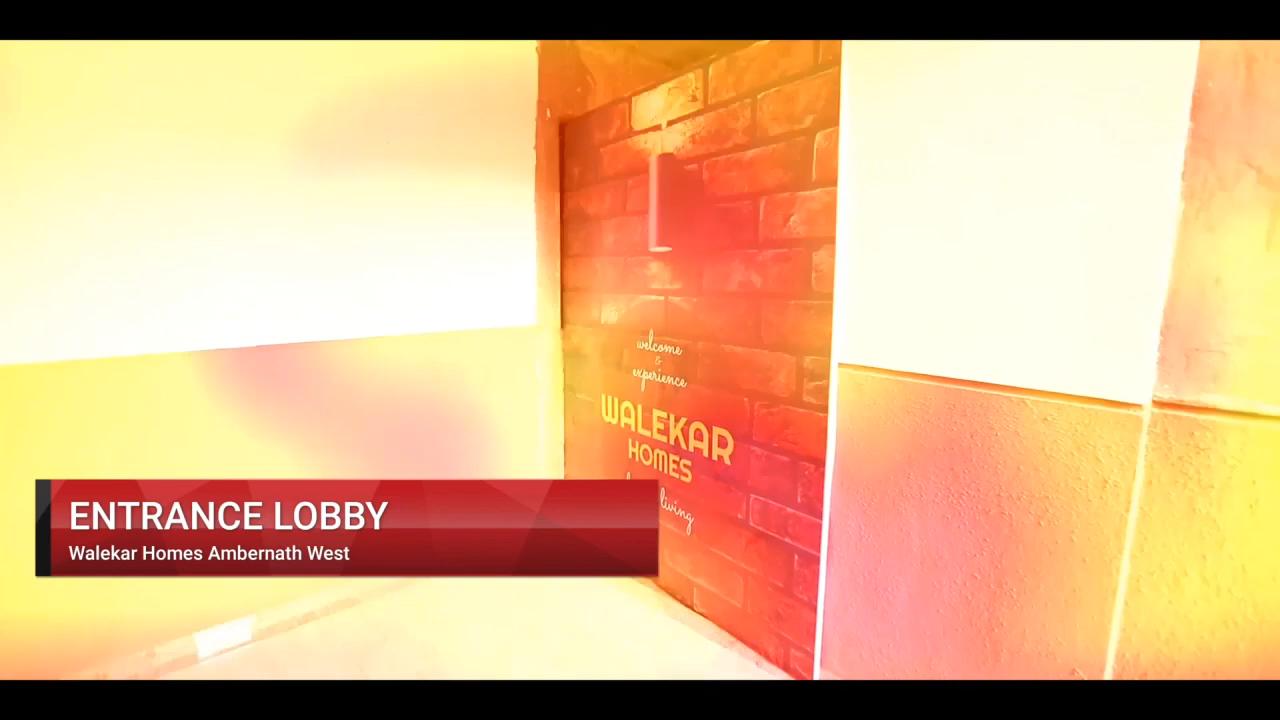 welcome
&
experience
WALEKAR
HOMES
living
ENTRANCE LOBBY
Walekar Homes Ambernath West